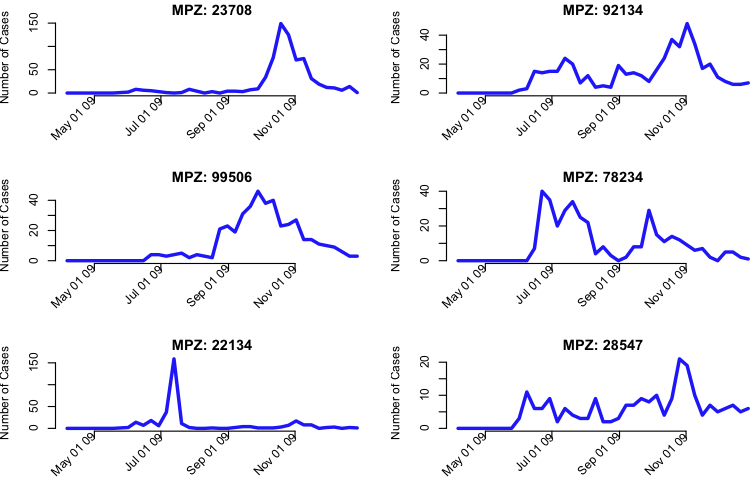 MPZ: 23708
Number of Cases
150
50
0
May 01 09
Jul 01 09
Sep 01 09
Nov 01 09
MPZ: 92134
Number of Cases
40
20
0
May 01 09
Jul 01 09
Sep 01 09
Nov 01 09
MPZ: 99506
Number of Cases
40
20
0
May 01 09
Jul 01 09
Sep 01 09
Nov 01 09
MPZ: 78234
Number of Cases
40
20
0
May 01 09
Jul 01 09
Sep 01 09
Nov 01 09
MPZ: 22134
Number of Cases
150
50
0
May 01 09
Jul 01 09
Sep 01 09
Nov 01 09
MPZ: 28547
Number of Cases
20
10
0
May 01 09
Jul 01 09
Sep 01 09
Nov 01 09